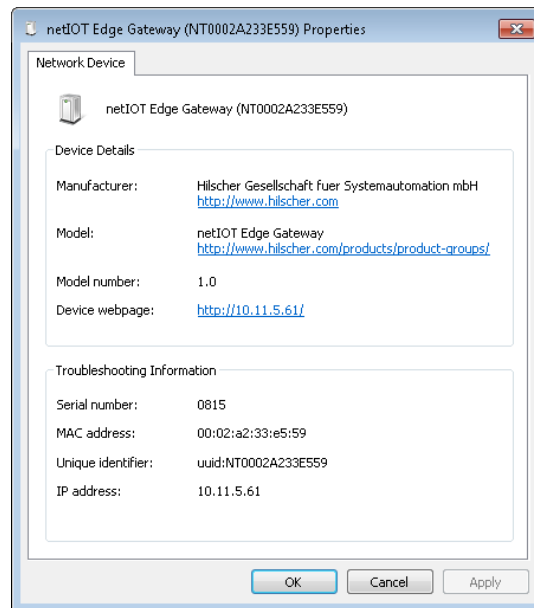 netIOT Edge Gateway (NT0002A233E559) Properties
Network Device
netIOT Edge Gateway (NT0002A233E559)
Device Details
Manufacturer: Hilscher Gesellschaft fuer Systemautomation mbH
http://www.hilscher.com
Model: netIOT Edge Gateway
http://www.hilscher.com/products/product-groups/
Model number: 1.0
Device webpage: http://10.11.5.61/
Troubleshooting Information
Serial number: 0815
MAC address: 00:02:a2:33:e5:59
Unique identifier: uuid:NT0002A233E559
IP address: 10.11.5.61
OK Cancel Apply